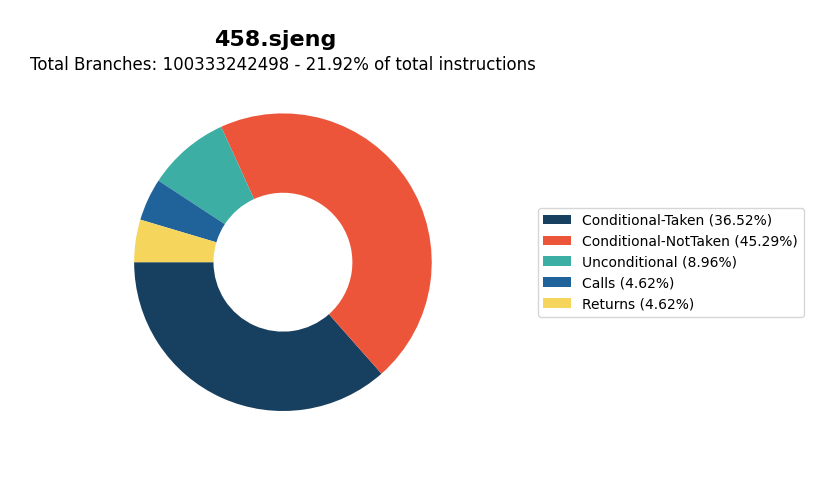 458.sjeng
Total Branches: 100333242498 - 21.92% of total instructions
Conditional-Taken (36.52%)
Conditional-NotTaken (45.29%)
Unconditional (8.96%)
Calls (4.62%)
Returns (4.62%)